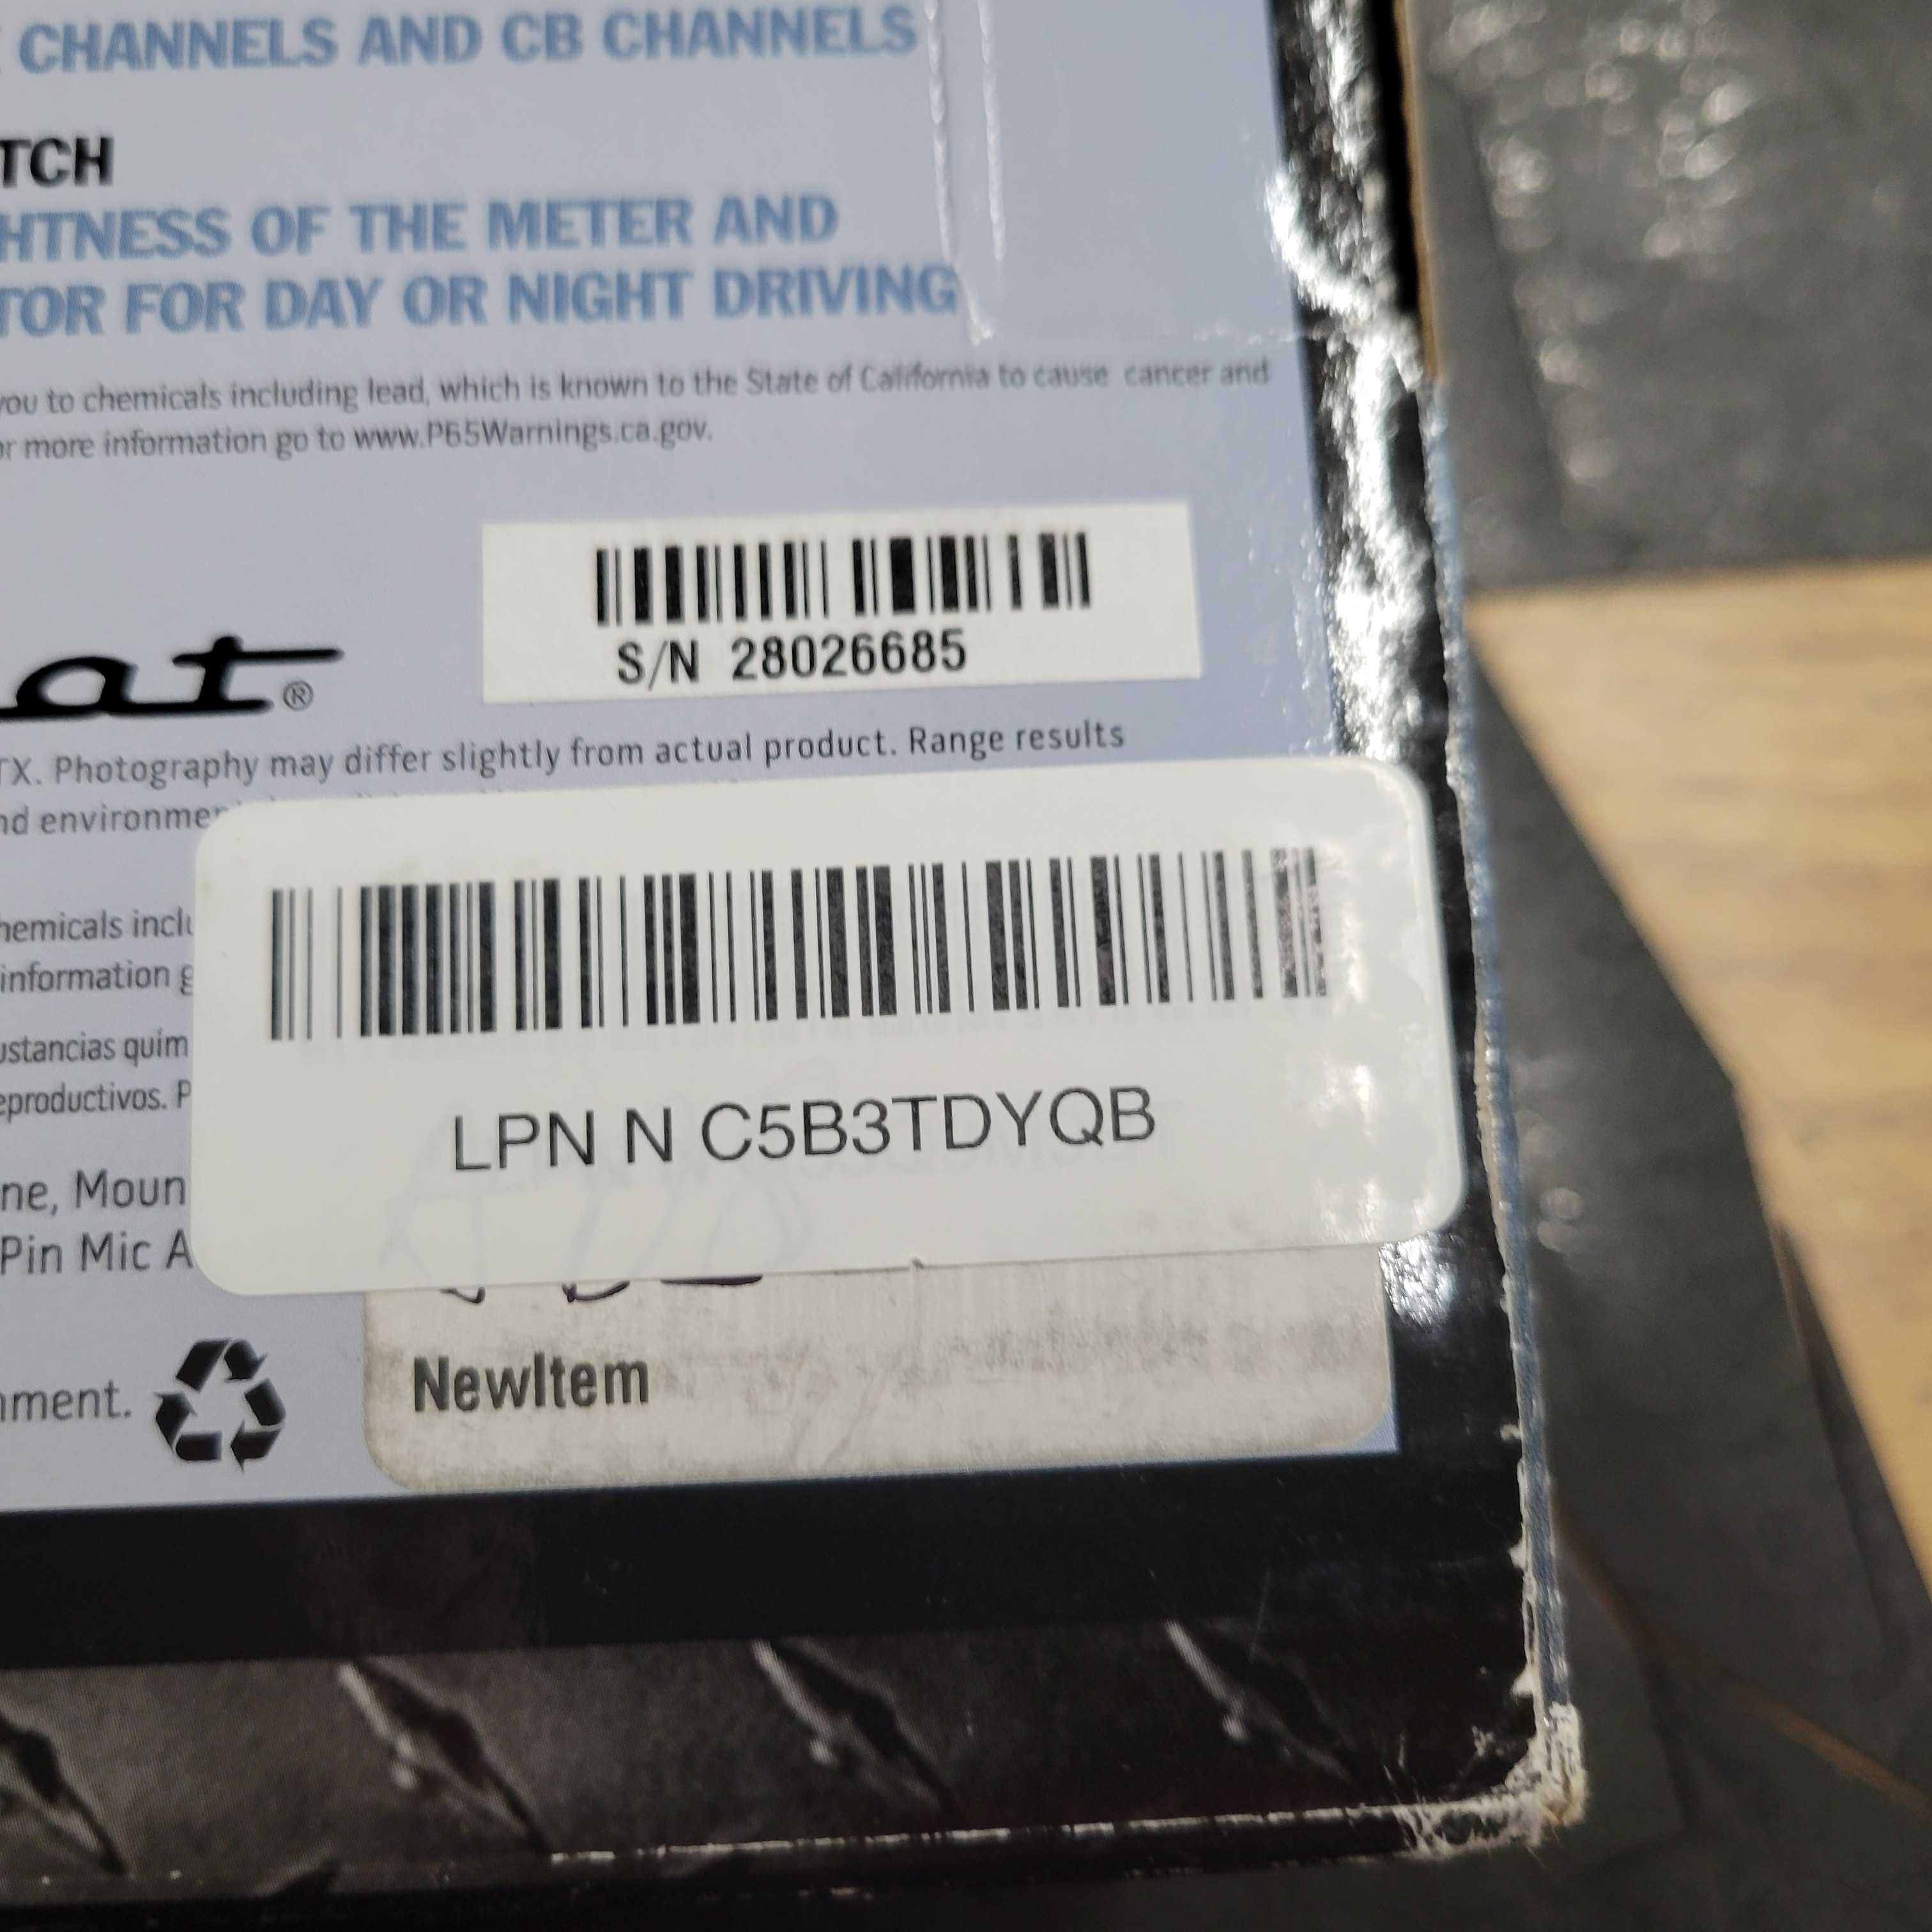 CHANNELS AND CB CHANNELS
TCH
HTNESS OF THE METER AND
TOR FOR DAY OR NIGHT DRIVING
you to chemicals including lead, which is known to the State of California to cause cancer and
or more information go to www.P65Warnings.ca.gov.
S/N 28026685
at®
TX. Photography may differ slightly from actual product. Range results
nd environme
hemicals inclu
information g
ustancias quím
eproductivos. P
LPN N C5B3TDYQB
ne, Moun
Pin Mic A
NewItem
nment.